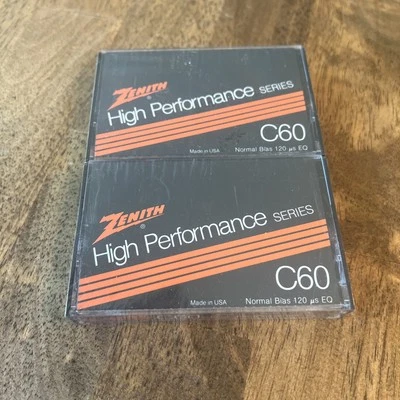 ZENITH
High Performance SERIES
C60
Made in USA Normal Bias 120 µs EQ
ZENITH
High Performance SERIES
C60
Made in USA Normal Bias 120 µs EQ